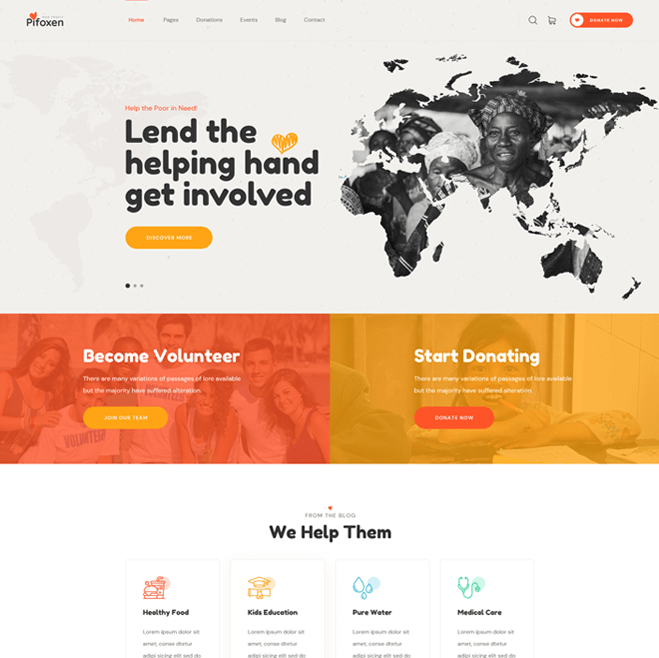 Pifoxen
Home Pages Donations Events Blog Contact
DONATE NOW
Help the Poor in Need!
Lend the
helping hand
get involved
DISCOVER MORE
Become Volunteer
There are many variations of passages of lore available
but the majority have suffered alteration.
JOIN OUR TEAM
VOLUNTEER
Start Donating
There are many variations of passages of lore available
but the majority have suffered alteration.
DONATE NOW
FROM THE BLOG
We Help Them
Healthy Food
Lorem ipsum dolor sit
amet, conse dletur
adipi sicing elit sed do
Kids Education
Lorem ipsum dolor sit
amet, conse dletur
adipi sicing elit sed do
Pure Water
Lorem ipsum dolor sit
amet, conse dletur
adipi sicing elit sed do
Medical Care
Lorem ipsum dolor sit
amet, conse dletur
adipi sicing elit sed do